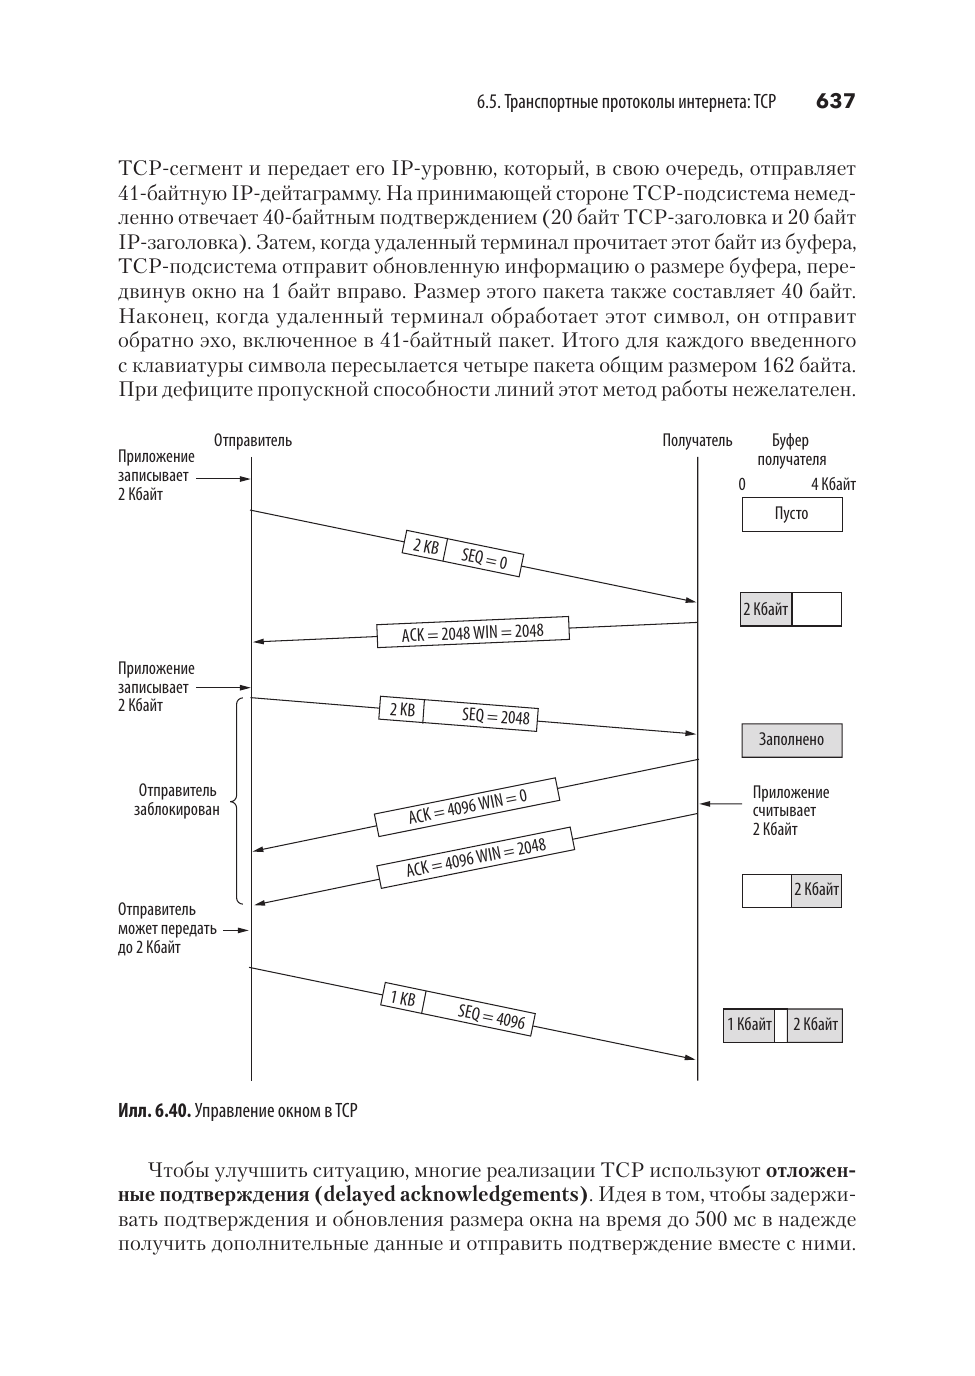 6.5. Транспортные протоколы интернета: TCP 637
TCP-сегмент и передает его IP-уровню, который, в свою очередь, отправляет
41-байтную IP-дейтаграмму. На принимающей стороне TCP-подсистема немед-
ленно отвечает 40-байтным подтверждением (20 байт TCP-заголовка и 20 байт
IP-заголовка). Затем, когда удаленный терминал прочитает этот байт из буфера,
TCP-подсистема отправит обновленную информацию о размере буфера, пере-
двинув окно на 1 байт вправо. Размер этого пакета также составляет 40 байт.
Наконец, когда удаленный терминал обработает этот символ, он отправит
обратно эхо, включенное в 41-байтный пакет. Итого для каждого введенного
с клавиатуры символа пересылается четыре пакета общим размером 162 байта.
При дефиците пропускной способности линий этот метод работы нежелателен.
Отправитель
Получатель
Буфер
получателя
Приложение
записывает
2 Кбайт
0 4 Кбайт
Пусто
2 KB SEQ = 0
2 Кбайт
ACK = 2048 WIN = 2048
Приложение
записывает
2 Кбайт
2 KB SEQ = 2048
Заполнено
Отправитель
заблокирован
ACK = 4096 WIN = 0
Приложение
считывает
2 Кбайт
ACK = 4096 WIN = 2048
2 Кбайт
Отправитель
может передать
до 2 Кбайт
1 KB SEQ = 4096
1 Кбайт 2 Кбайт
Илл. 6.40. Управление окном в TCP
Чтобы улучшить ситуацию, многие реализации TCP используют отложен-
ные подтверждения (delayed acknowledgements). Идея в том, чтобы задержи-
вать подтверждения и обновления размера окна на время до 500 мс в надежде
получить дополнительные данные и отправить подтверждение вместе с ними.